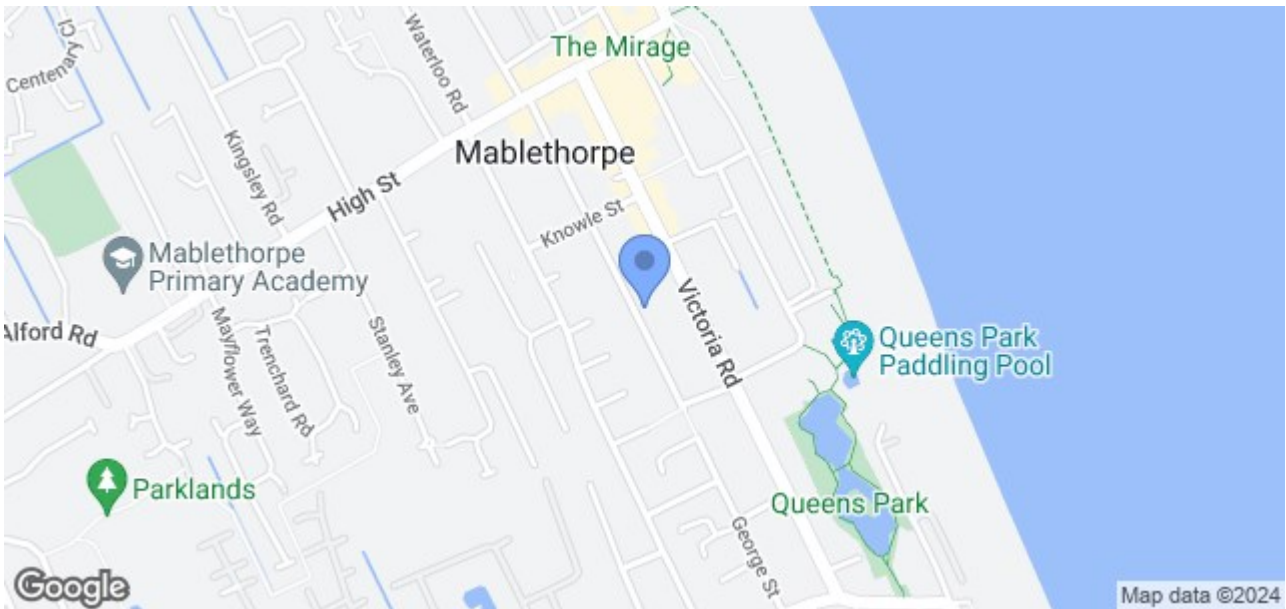 Centenary Cl
Waterloo Rd
The Mirage
Mablethorpe
Kingsley Rd
High St
Knowle St
Mablethorpe
Primary Academy
Alford Rd
Mayflower Way
Trenchard Rd
Stanley Ave
Victoria Rd
Queens Park
Paddling Pool
Parklands
Queens Park
George St
Google
Map data ©2024